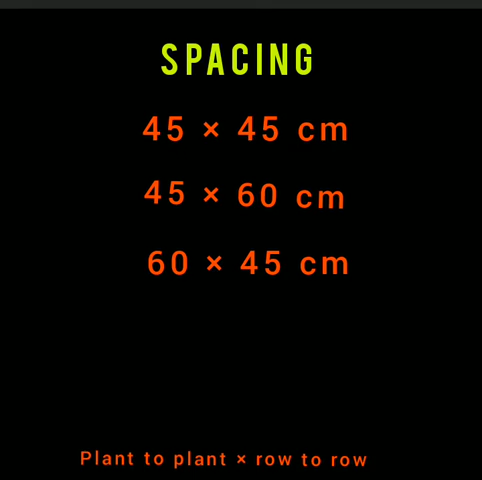 SPACING
45 × 45 cm
45 × 60 cm
60 × 45 cm
Plant to plant × row to row